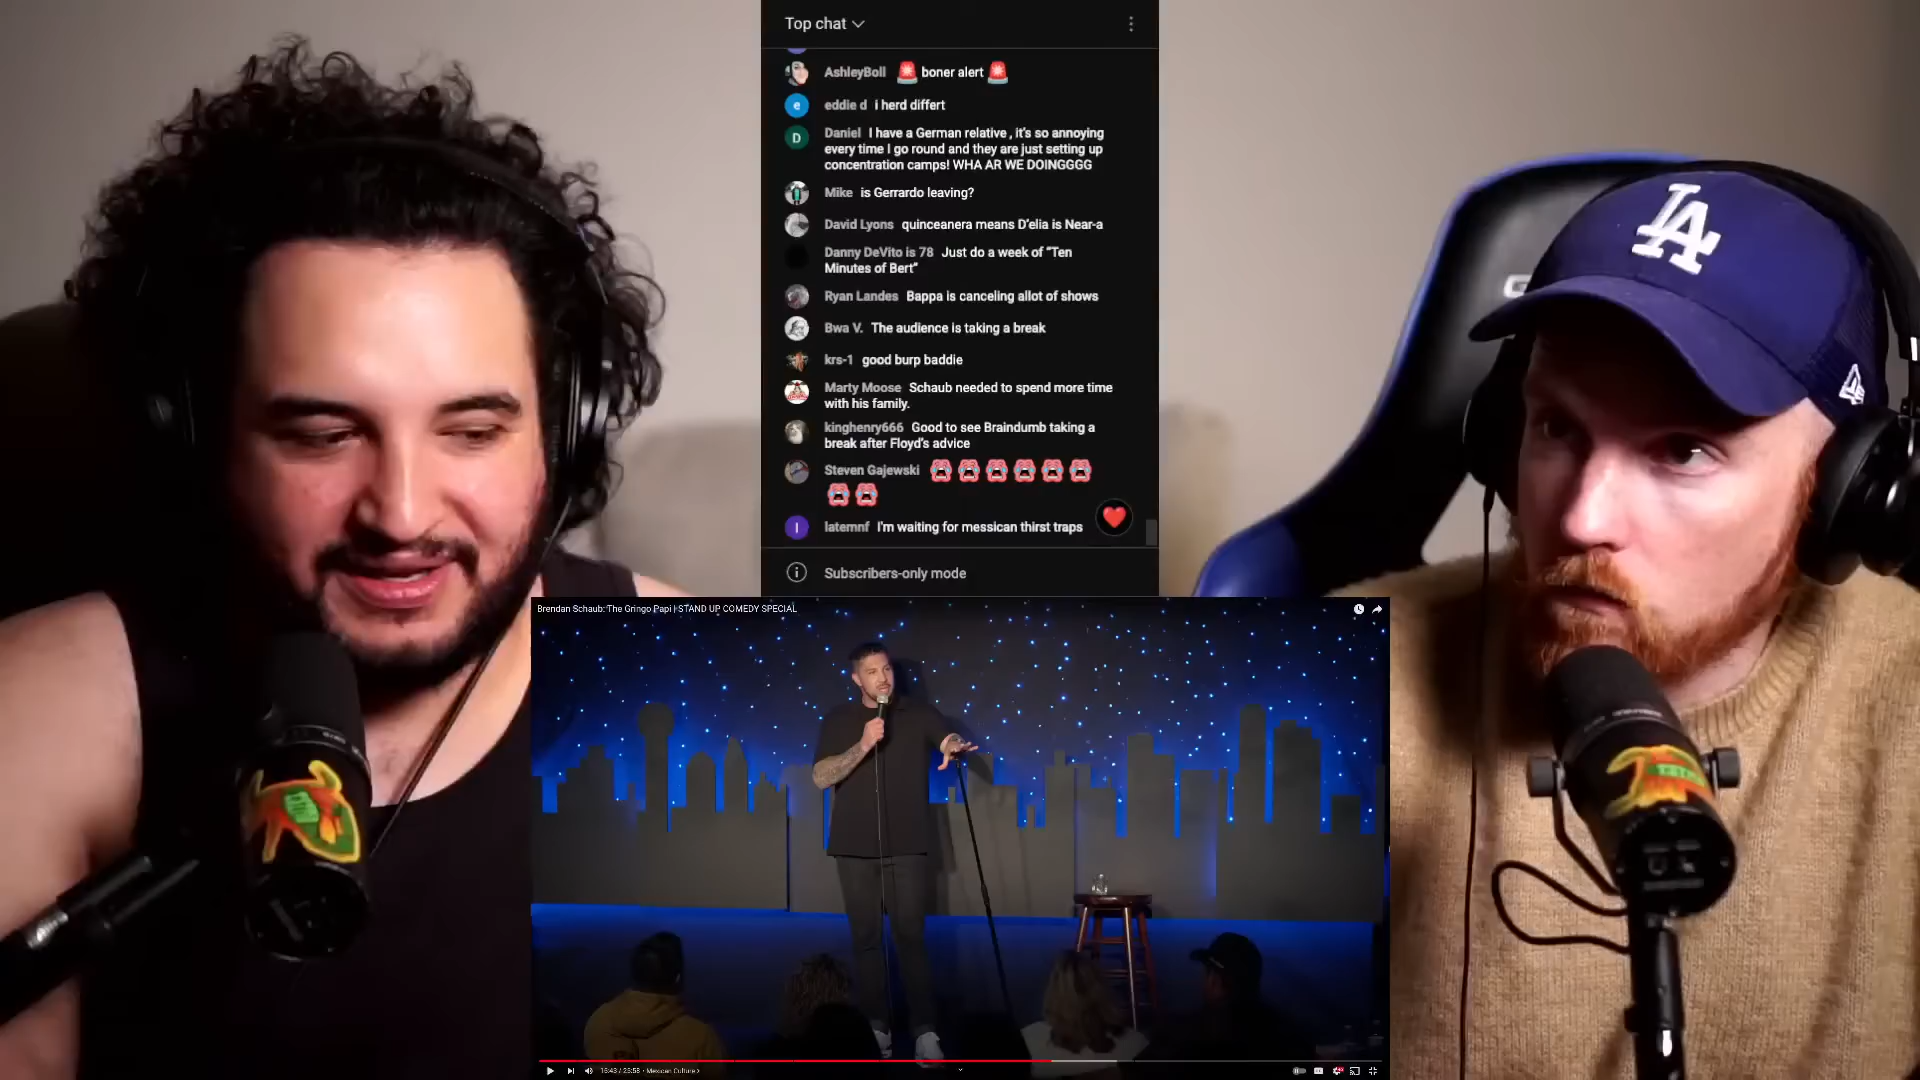 Top chat
AshleyBoll 🚨 boner alert 🚨
eddie d i herd differt
Daniel I have a German relative , it's so annoying
every time I go round and they are just setting up
concentration camps! WHA AR WE DOINGGGG
Mike is Gerrardo leaving?
David Lyons quinceanera means D'elia is Near-a
Danny DeVito is 78 Just do a week of "Ten
Minutes of Bert"
Ryan Landes Bappa is canceling allot of shows
Bwa V. The audience is taking a break
krs-1 good burp baddie
Marty Moose Schaub needed to spend more time
with his family.
kinghenry666 Good to see Braindumb taking a
break after Floyd's advice
Steven Gajewski
latemnf I'm waiting for messican thirst traps
Subscribers-only mode
LA
Brendan Schaub: The Gringo Papi | STAND UP COMEDY SPECIAL
16:43 / 25:58 • Mexican Culture >